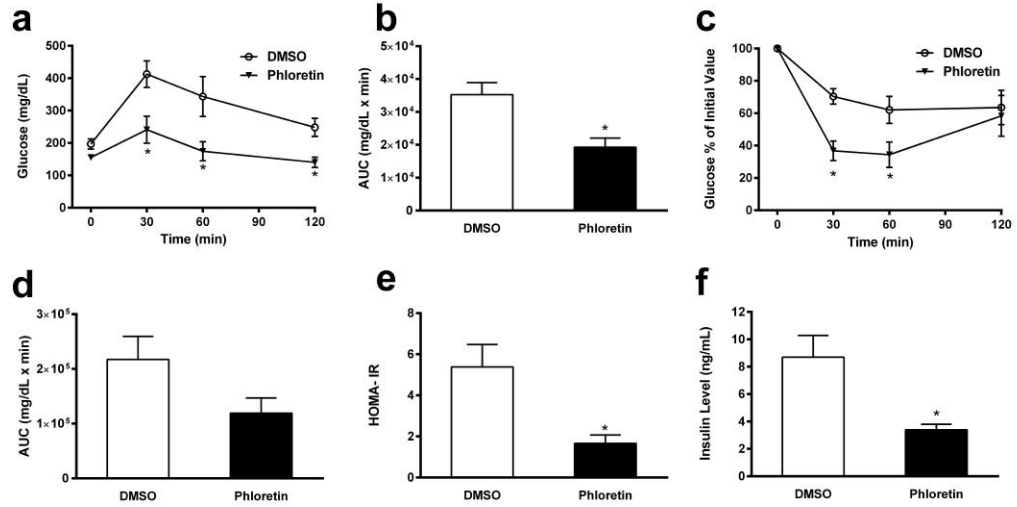 a
500
400
300
200
100
0
Glucose (mg/dL)
DMSO
Phloretin
*
*
*
0 30 60 90 120
Time (min)
b
5×10⁴
4×10⁴
3×10⁴
2×10⁴
1×10⁴
0
AUC (mg/dL x min)
*
DMSO Phloretin
c
100
80
60
40
20
0
Glucose % of Initial Value
DMSO
Phloretin
*
*
0 30 60 90 120
Time (min)
d
3×10⁵
2×10⁵
1×10⁵
0
AUC (mg/dL x min)
DMSO Phloretin
e
8
6
4
2
0
HOMA- IR
*
DMSO Phloretin
f
12
10
8
6
4
2
0
Insulin Level (ng/mL)
*
DMSO Phloretin